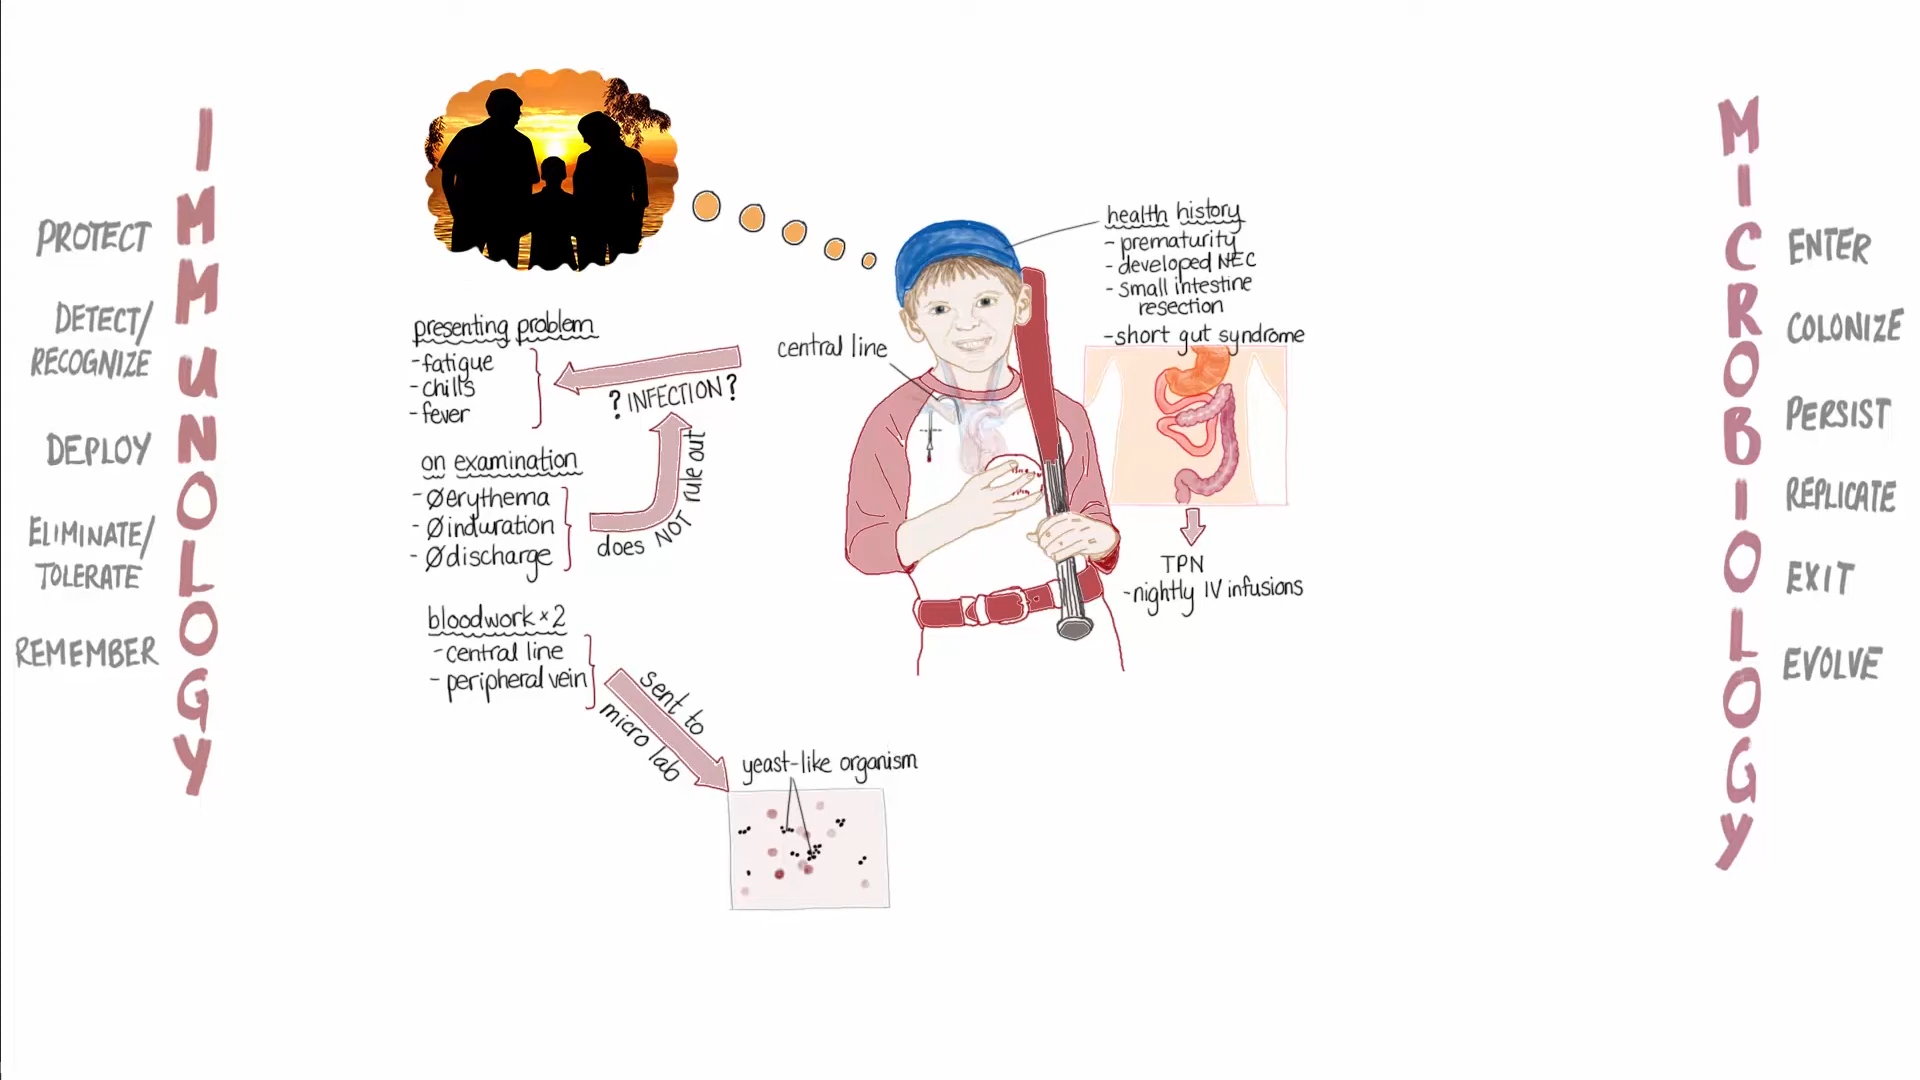 IMMUNOLOGY
PROTECT
DETECT/
RECOGNIZE
DEPLOY
ELIMINATE/
TOLERATE
REMEMBER
presenting problem
-fatigue
-chills
-fever
? INFECTION ?
on examination
-Øerythema
-Øinduration
-Ødischarge
does NOT rule out
bloodwork x2
-central line
-peripheral vein
sent to
micro lab
yeast-like organism
central line
health history
-prematurity
-developed NEC
-small intestine
resection
-short gut syndrome
TPN
-nightly IV infusions
MICROBIOLOGY
ENTER
COLONIZE
PERSIST
REPLICATE
EXIT
EVOLVE